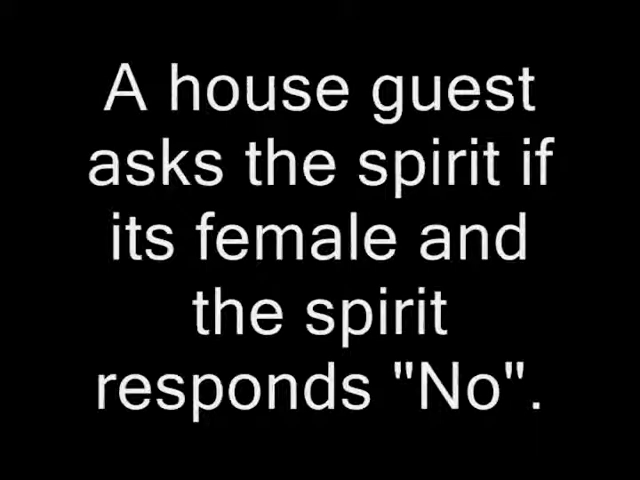 A house guest
asks the spirit if
its female and
the spirit
responds "No".